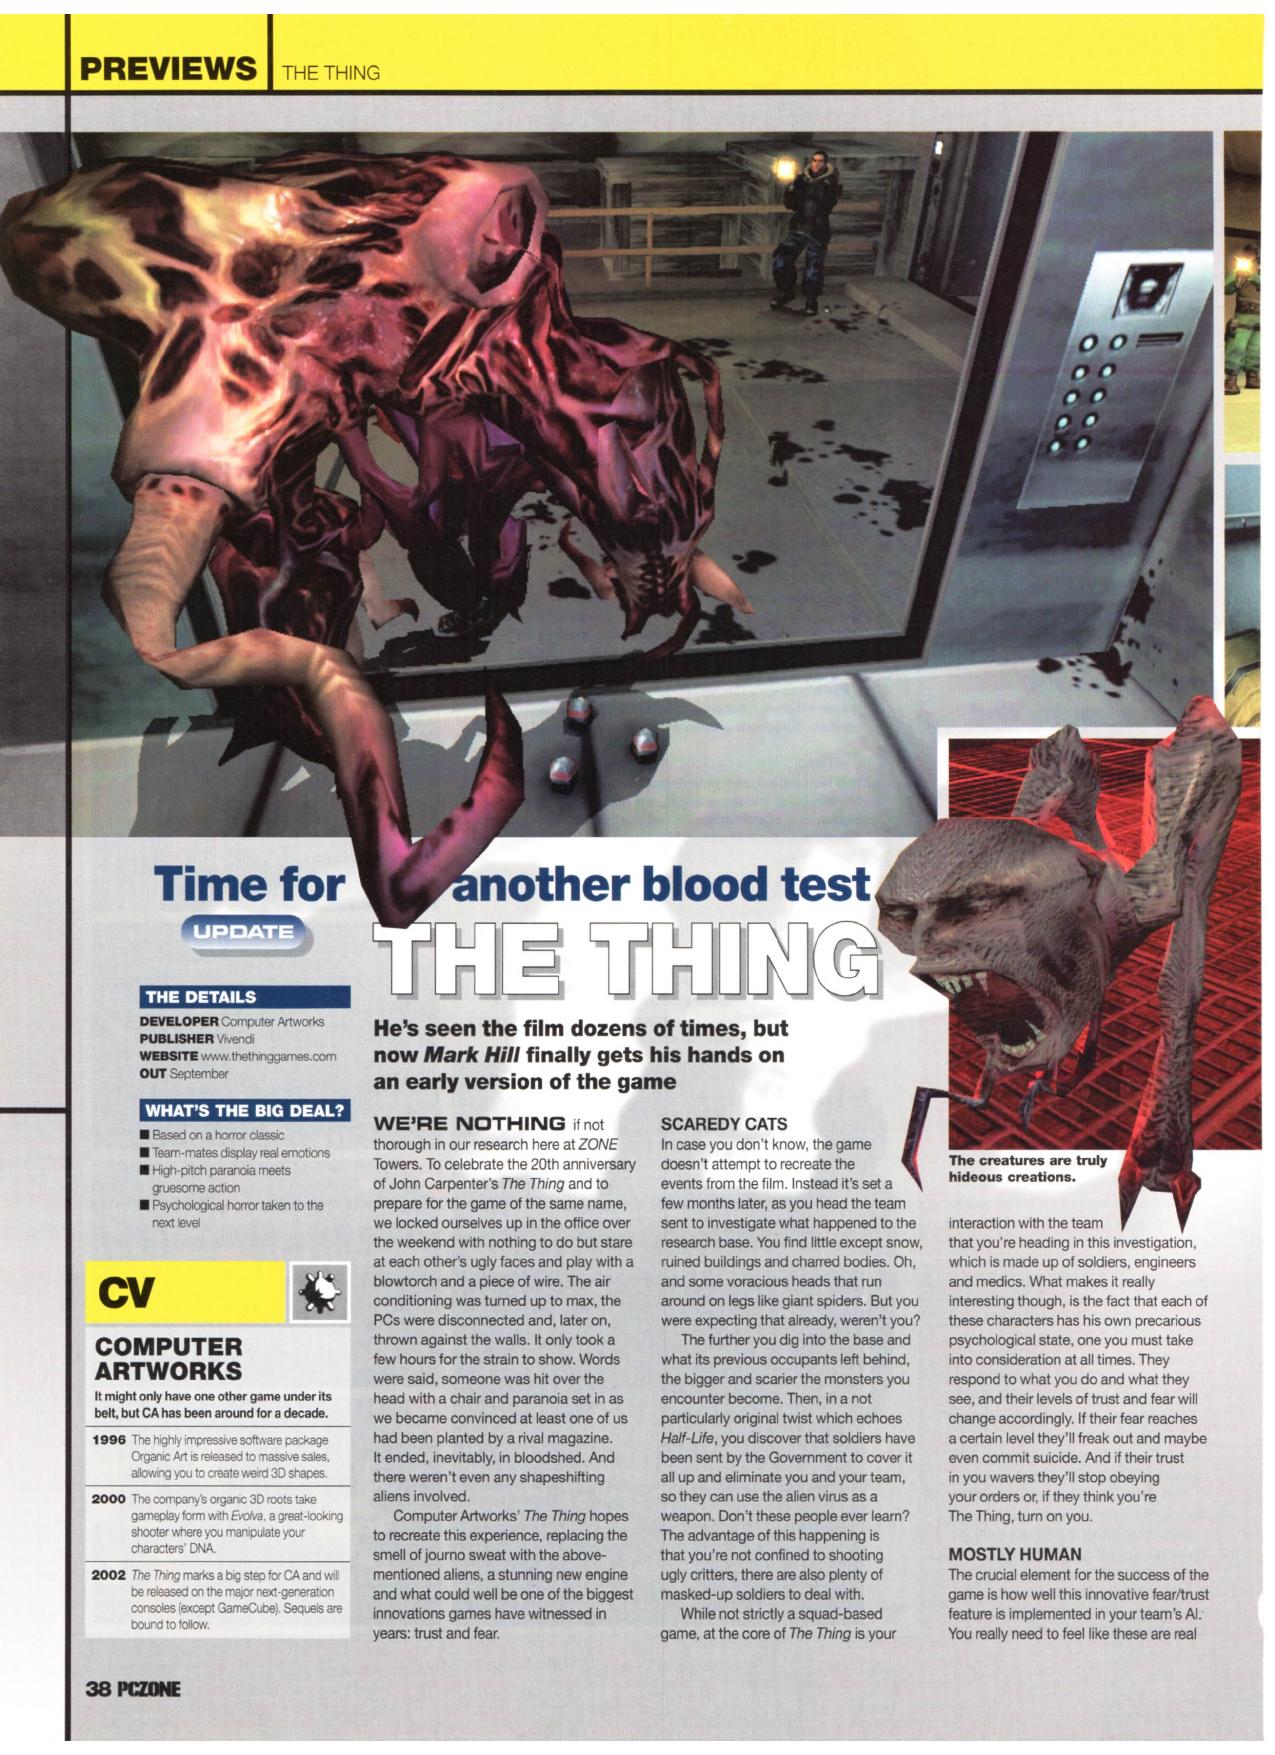 PREVIEWS THE THING
Time for another blood test
UPDATE
THE THING
THE DETAILS
DEVELOPER Computer Artworks
PUBLISHER Vivendi
WEBSITE www.thethinggames.com
OUT September
WHAT'S THE BIG DEAL?
■ Based on a horror classic
■ Team-mates display real emotions
■ High-pitch paranoia meets
gruesome action
■ Psychological horror taken to the
next level
CV
COMPUTER
ARTWORKS
It might only have one other game under its
belt, but CA has been around for a decade.
1996 The highly impressive software package
Organic Art is released to massive sales,
allowing you to create weird 3D shapes.
2000 The company's organic 3D roots take
gameplay form with Evolva, a great-looking
shooter where you manipulate your
characters' DNA.
2002 The Thing marks a big step for CA and will
be released on the major next-generation
consoles (except GameCube). Sequels are
bound to follow.
He's seen the film dozens of times, but
now Mark Hill finally gets his hands on
an early version of the game
WE'RE NOTHING if not
thorough in our research here at ZONE
Towers. To celebrate the 20th anniversary
of John Carpenter's The Thing and to
prepare for the game of the same name,
we locked ourselves up in the office over
the weekend with nothing to do but stare
at each other's ugly faces and play with a
blowtorch and a piece of wire. The air
conditioning was turned up to max, the
PCs were disconnected and, later on,
thrown against the walls. It only took a
few hours for the strain to show. Words
were said, someone was hit over the
head with a chair and paranoia set in as
we became convinced at least one of us
had been planted by a rival magazine.
It ended, inevitably, in bloodshed. And
there weren't even any shapeshifting
aliens involved.
Computer Artworks' The Thing hopes
to recreate this experience, replacing the
smell of journo sweat with the above-
mentioned aliens, a stunning new engine
and what could well be one of the biggest
innovations games have witnessed in
years: trust and fear.
SCAREDY CATS
In case you don't know, the game
doesn't attempt to recreate the
events from the film. Instead it's set a
few months later, as you head the team
sent to investigate what happened to the
research base. You find little except snow,
ruined buildings and charred bodies. Oh,
and some voracious heads that run
around on legs like giant spiders. But you
were expecting that already, weren't you?
The further you dig into the base and
what its previous occupants left behind,
the bigger and scarier the monsters you
encounter become. Then, in a not
particularly original twist which echoes
Half-Life, you discover that soldiers have
been sent by the Government to cover it
all up and eliminate you and your team,
so they can use the alien virus as a
weapon. Don't these people ever learn?
The advantage of this happening is
that you're not confined to shooting
ugly critters, there are also plenty of
masked-up soldiers to deal with.
While not strictly a squad-based
game, at the core of The Thing is your
The creatures are truly
hideous creations.
interaction with the team
that you're heading in this investigation,
which is made up of soldiers, engineers
and medics. What makes it really
interesting though, is the fact that each of
these characters has his own precarious
psychological state, one you must take
into consideration at all times. They
respond to what you do and what they
see, and their levels of trust and fear will
change accordingly. If their fear reaches
a certain level they'll freak out and maybe
even commit suicide. And if their trust
in you wavers they'll stop obeying
your orders or, if they think you're
The Thing, turn on you.
MOSTLY HUMAN
The crucial element for the success of the
game is how well this innovative fear/trust
feature is implemented in your team's AI.
You really need to feel like these are real
38 PCZONE